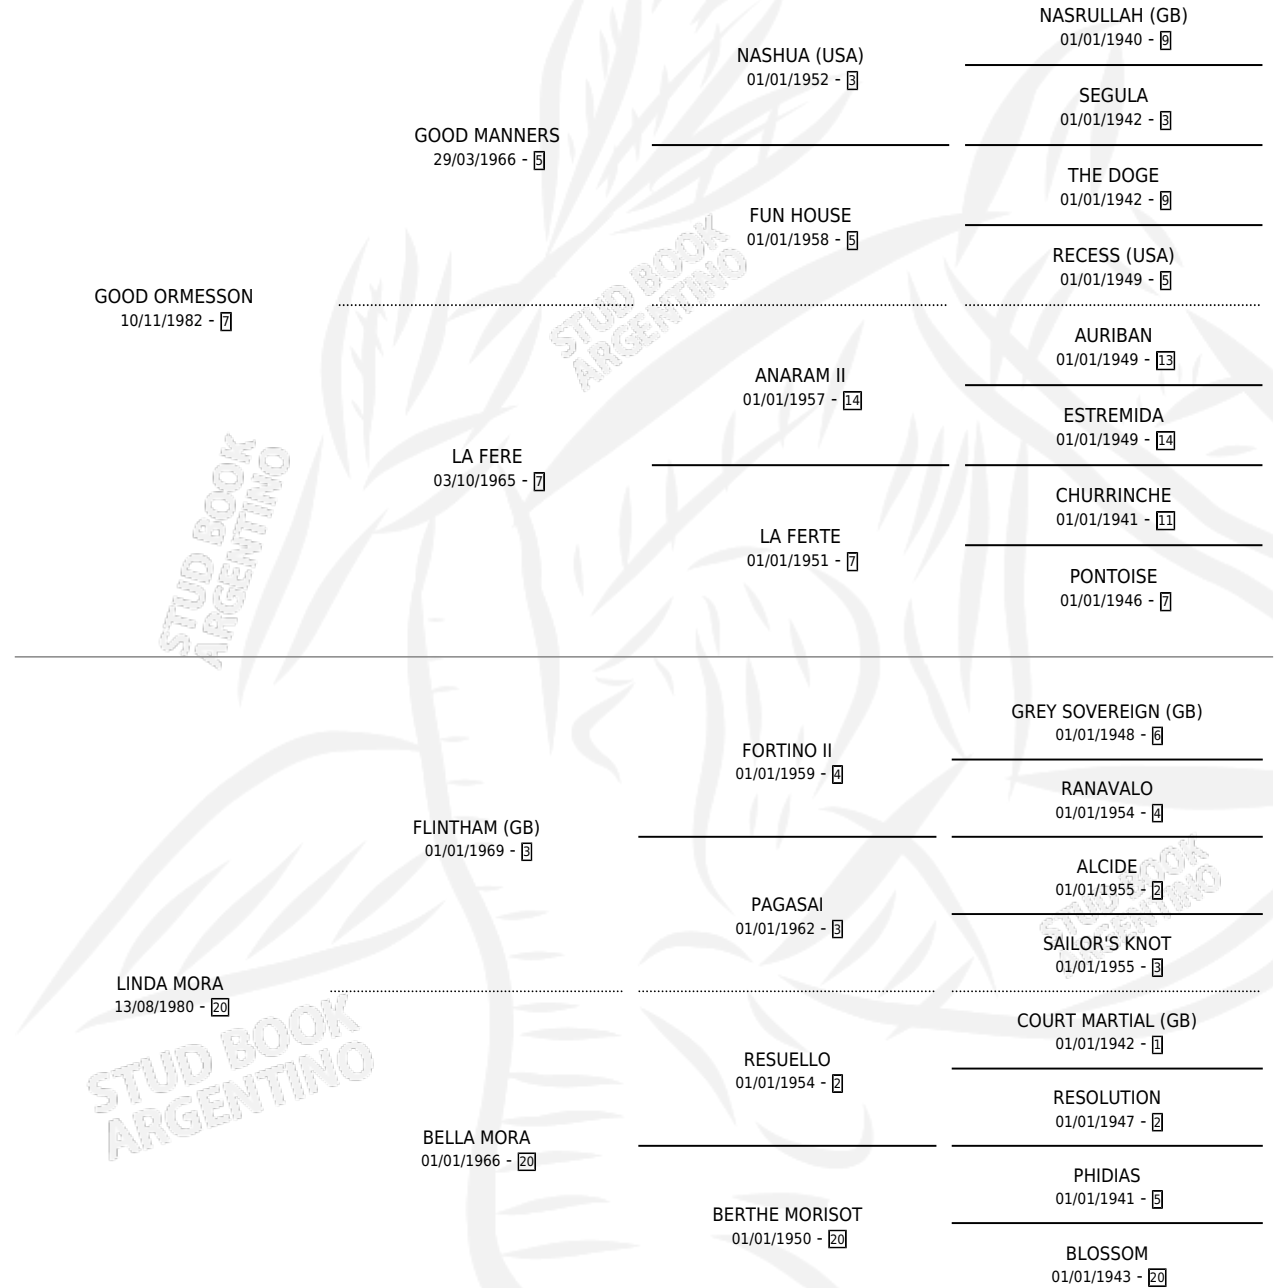 NASRULLAH (GB)
01/01/1940 - 9
NASHUA (USA)
01/01/1952 - 3
SEGULA
01/01/1942 - 3
GOOD MANNERS
29/03/1966 - 5
THE DOGE
01/01/1942 - 9
FUN HOUSE
01/01/1958 - 5
RECESS (USA)
01/01/1949 - 5
GOOD ORMESSON
10/11/1982 - 7
STUD BOOK
ARGENTINO
AURIBAN
01/01/1949 - 13
ANARAM II
01/01/1957 - 14
ESTREMIDA
01/01/1949 - 14
LA FERE
03/10/1965 - 7
CHURRINCHE
01/01/1941 - 11
LA FERTE
01/01/1951 - 7
PONTOISE
01/01/1946 - 7
STUD BOOK
ARGENTINO
GREY SOVEREIGN (GB)
01/01/1948 - 6
FORTINO II
01/01/1959 - 4
RANAVALO
01/01/1954 - 4
FLINTHAM (GB)
01/01/1969 - 3
ALCIDE
01/01/1955 - 2
PAGASAI
01/01/1962 - 3
SAILOR'S KNOT
01/01/1955 - 3
STUD BOOK
ARGENTINO
LINDA MORA
13/08/1980 - 20
COURT MARTIAL (GB)
01/01/1942 - 1
RESUELLO
01/01/1954 - 2
RESOLUTION
01/01/1947 - 2
STUD BOOK
ARGENTINO
BELLA MORA
01/01/1966 - 20
PHIDIAS
01/01/1941 - 5
BERTHE MORISOT
01/01/1950 - 20
BLOSSOM
01/01/1943 - 20